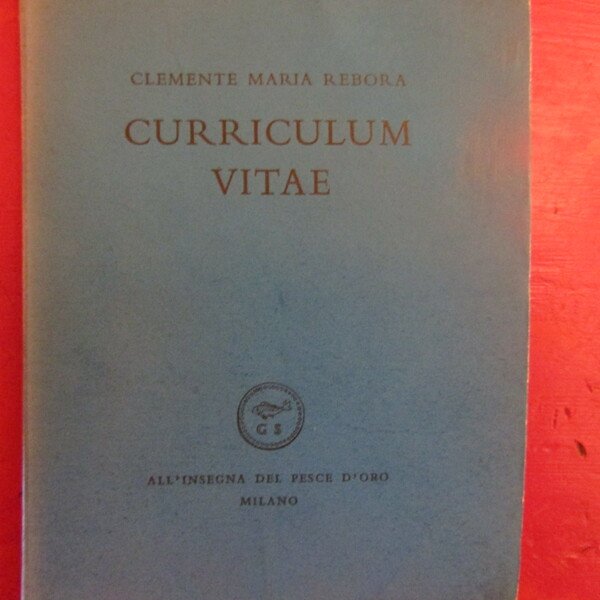 CLEMENTE MARIA REBORA
CURRICULUM
VITAE
G S
ALL'INSEGNA DEL PESCE D'ORO
MILANO